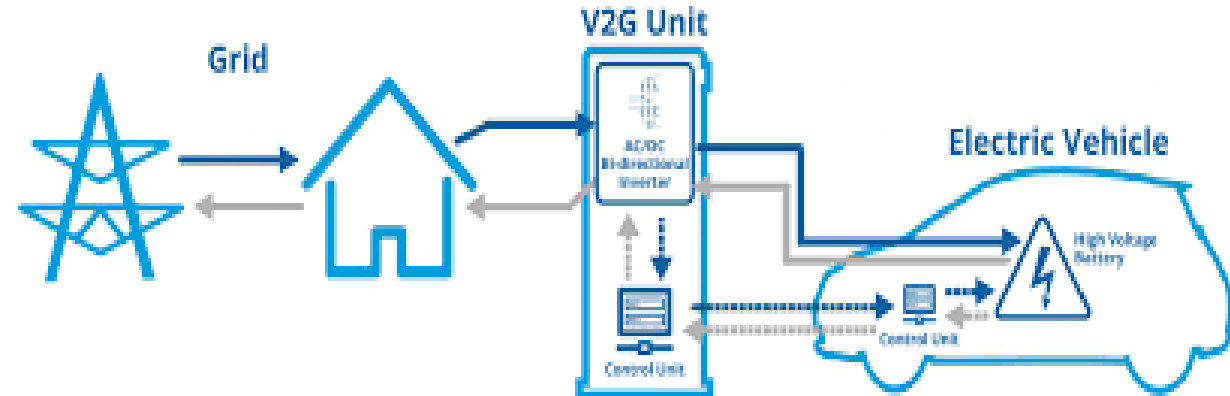 V2G Unit
Grid
AC/DC
Bi-directional
Inverter
Electric Vehicle
High Voltage
Battery
Control Unit
Control Unit